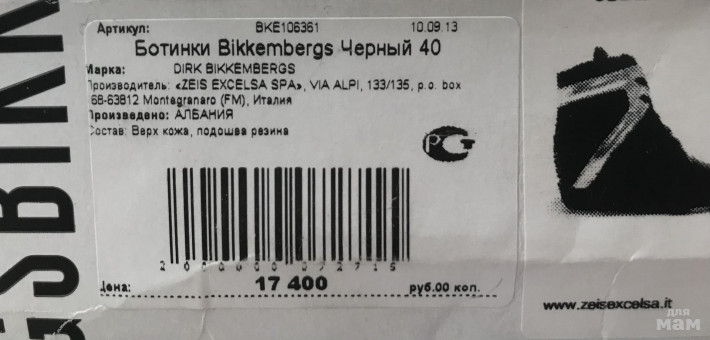 Артикул: BKE106361 10.09.13
Ботинки Bikkembergs Черный 40
Марка: DIRK BIKKEMBERGS
Производитель: «ZEIS EXCELSA SPA», VIA ALPI, 133/135, p.o. box
68-63812 Montegranaro (FM), Италия
Произведено: АЛБАНИЯ
Состав: Верх кожа, подошва резина
РСТ
Цена: 17 400 руб.00 коп.
www.zeisexcelsa.it
для
мам